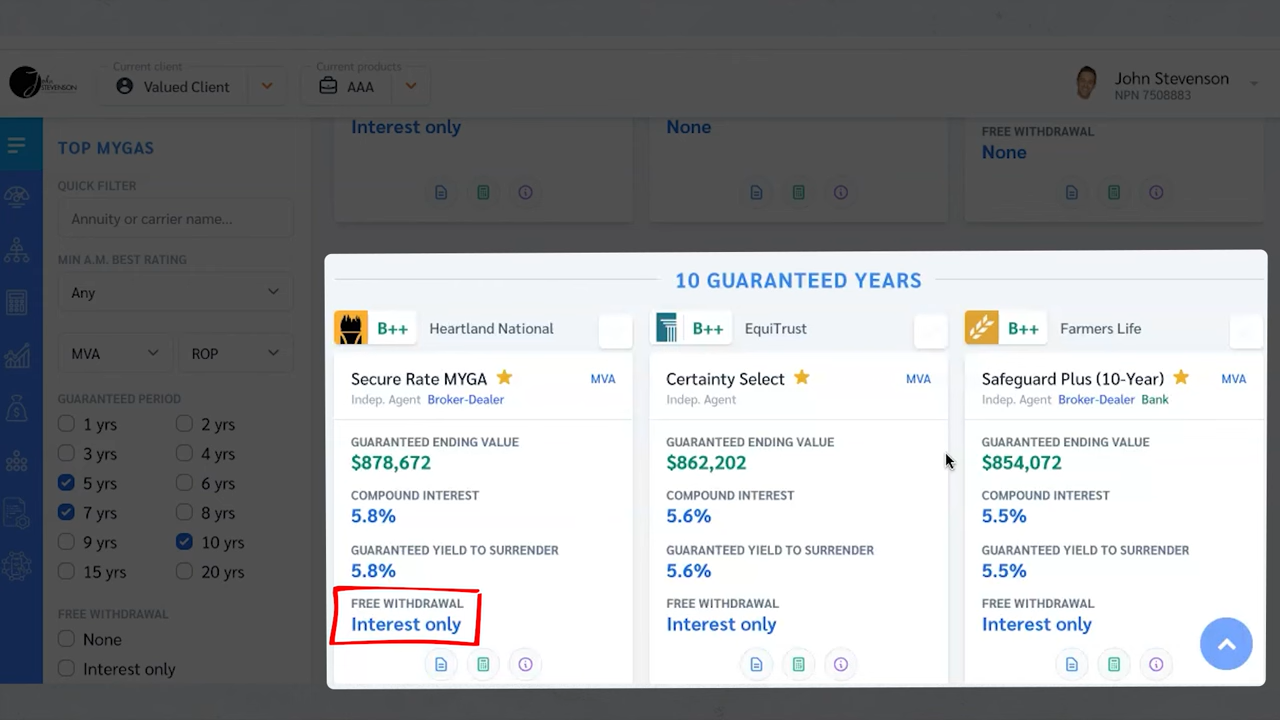 John
STEVENSON
Current client
Valued Client
Current products
AAA
John Stevenson
NPN 7508883
TOP MYGAS
QUICK FILTER
Annuity or carrier name...
MIN A.M. BEST RATING
Any
MVA
ROP
GUARANTEED PERIOD
1 yrs
2 yrs
3 yrs
4 yrs
5 yrs
6 yrs
7 yrs
8 yrs
9 yrs
10 yrs
15 yrs
20 yrs
FREE WITHDRAWAL
None
Interest only
Interest only
None
FREE WITHDRAWAL
None
10 GUARANTEED YEARS
B++ Heartland National
Secure Rate MYGA MVA
Indep. Agent Broker-Dealer
GUARANTEED ENDING VALUE
$878,672
COMPOUND INTEREST
5.8%
GUARANTEED YIELD TO SURRENDER
5.8%
FREE WITHDRAWAL
Interest only
B++ EquiTrust
Certainty Select MVA
Indep. Agent
GUARANTEED ENDING VALUE
$862,202
COMPOUND INTEREST
5.6%
GUARANTEED YIELD TO SURRENDER
5.6%
FREE WITHDRAWAL
Interest only
B++ Farmers Life
Safeguard Plus (10-Year) MVA
Indep. Agent Broker-Dealer Bank
GUARANTEED ENDING VALUE
$854,072
COMPOUND INTEREST
5.5%
GUARANTEED YIELD TO SURRENDER
5.5%
FREE WITHDRAWAL
Interest only